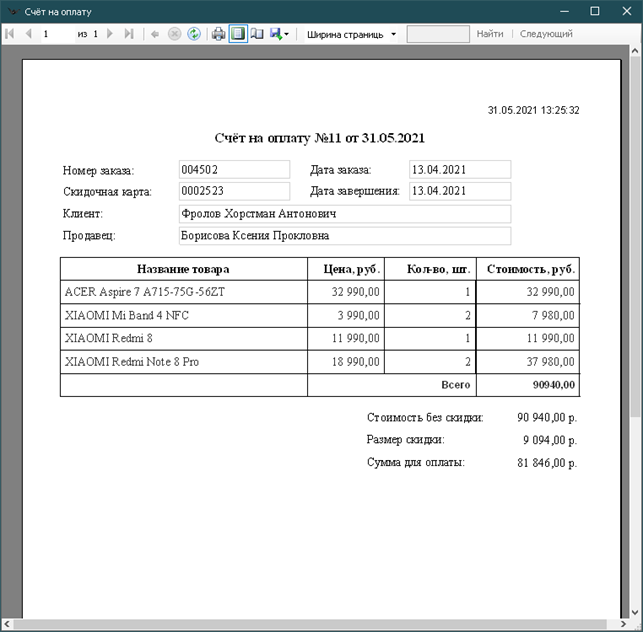 Счёт на оплату
1 из 1 Ширина страниць Найти | Следующий
31.05.2021 13:25:32
Счёт на оплату №11 от 31.05.2021
Номер заказа: 004502 Дата заказа: 13.04.2021
Скидочная карта: 0002523 Дата завершения: 13.04.2021
Клиент: Фролов Хорстман Антонович
Продавец: Борисова Ксения Прокловна
Название товара Цена, руб. Кол-во, шт. Стоимость, руб.
ACER Aspire 7 A715-75G-56ZT 32 990,00 1 32 990,00
XIAOMI Mi Band 4 NFC 3 990,00 2 7 980,00
XIAOMI Redmi 8 11 990,00 1 11 990,00
XIAOMI Redmi Note 8 Pro 18 990,00 2 37 980,00
Всего 90940,00
Стоимость без скидки: 90 940,00 р.
Размер скидки: 9 094,00 р.
Сумма для оплаты: 81 846,00 р.